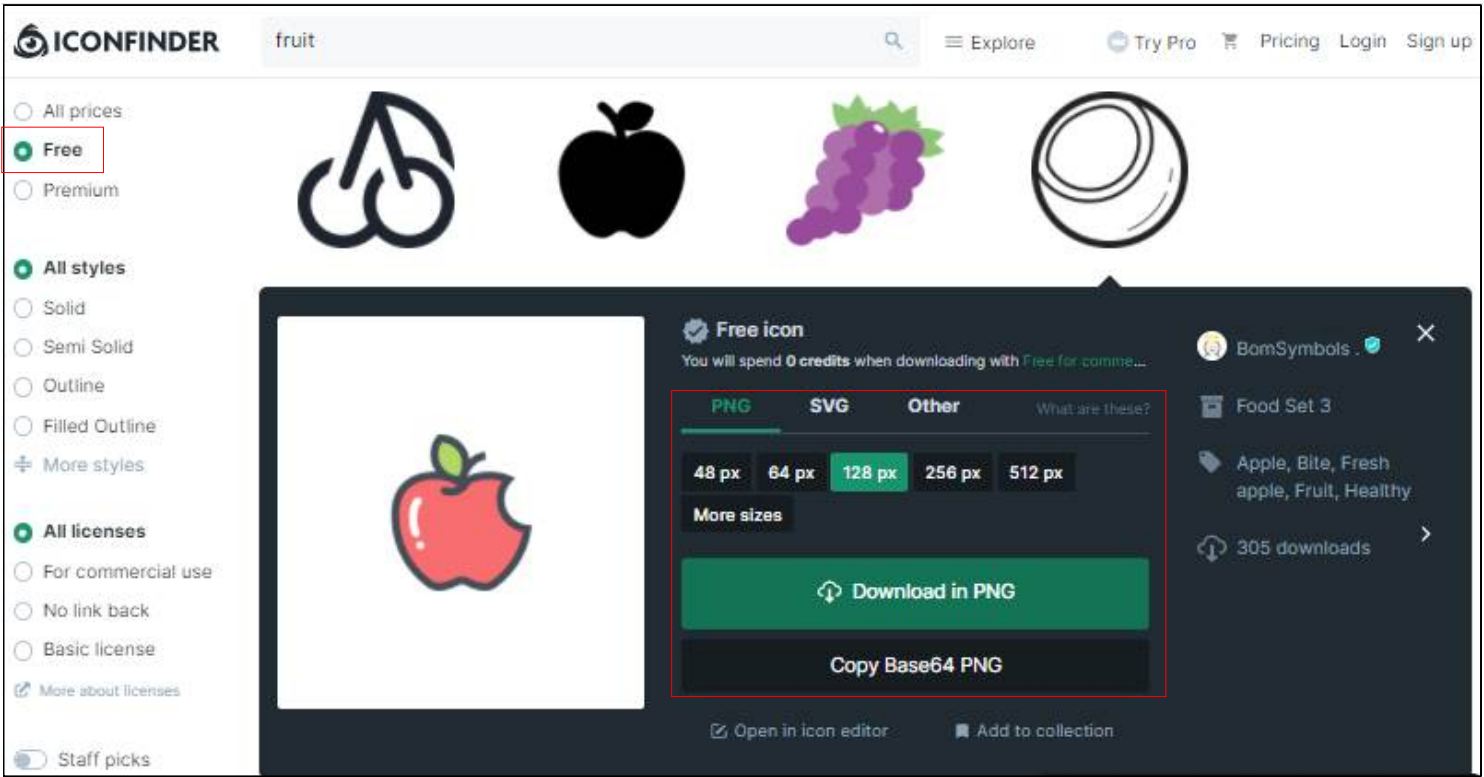 ICONFINDER
fruit
Explore
Try Pro
Pricing
Login
Sign up
All prices
Free
Premium
All styles
Solid
Semi Solid
Outline
Filled Outline
More styles
All licenses
For commercial use
No link back
Basic license
More about licenses
Staff picks
Free icon
You will spend 0 credits when downloading with Free for comme...
PNG SVG Other What are these?
48 px 64 px 128 px 256 px 512 px
More sizes
Download in PNG
Copy Base64 PNG
Open in icon editor Add to collection
BomSymbols .
Food Set 3
Apple, Bite, Fresh
apple, Fruit, Healthy
305 downloads